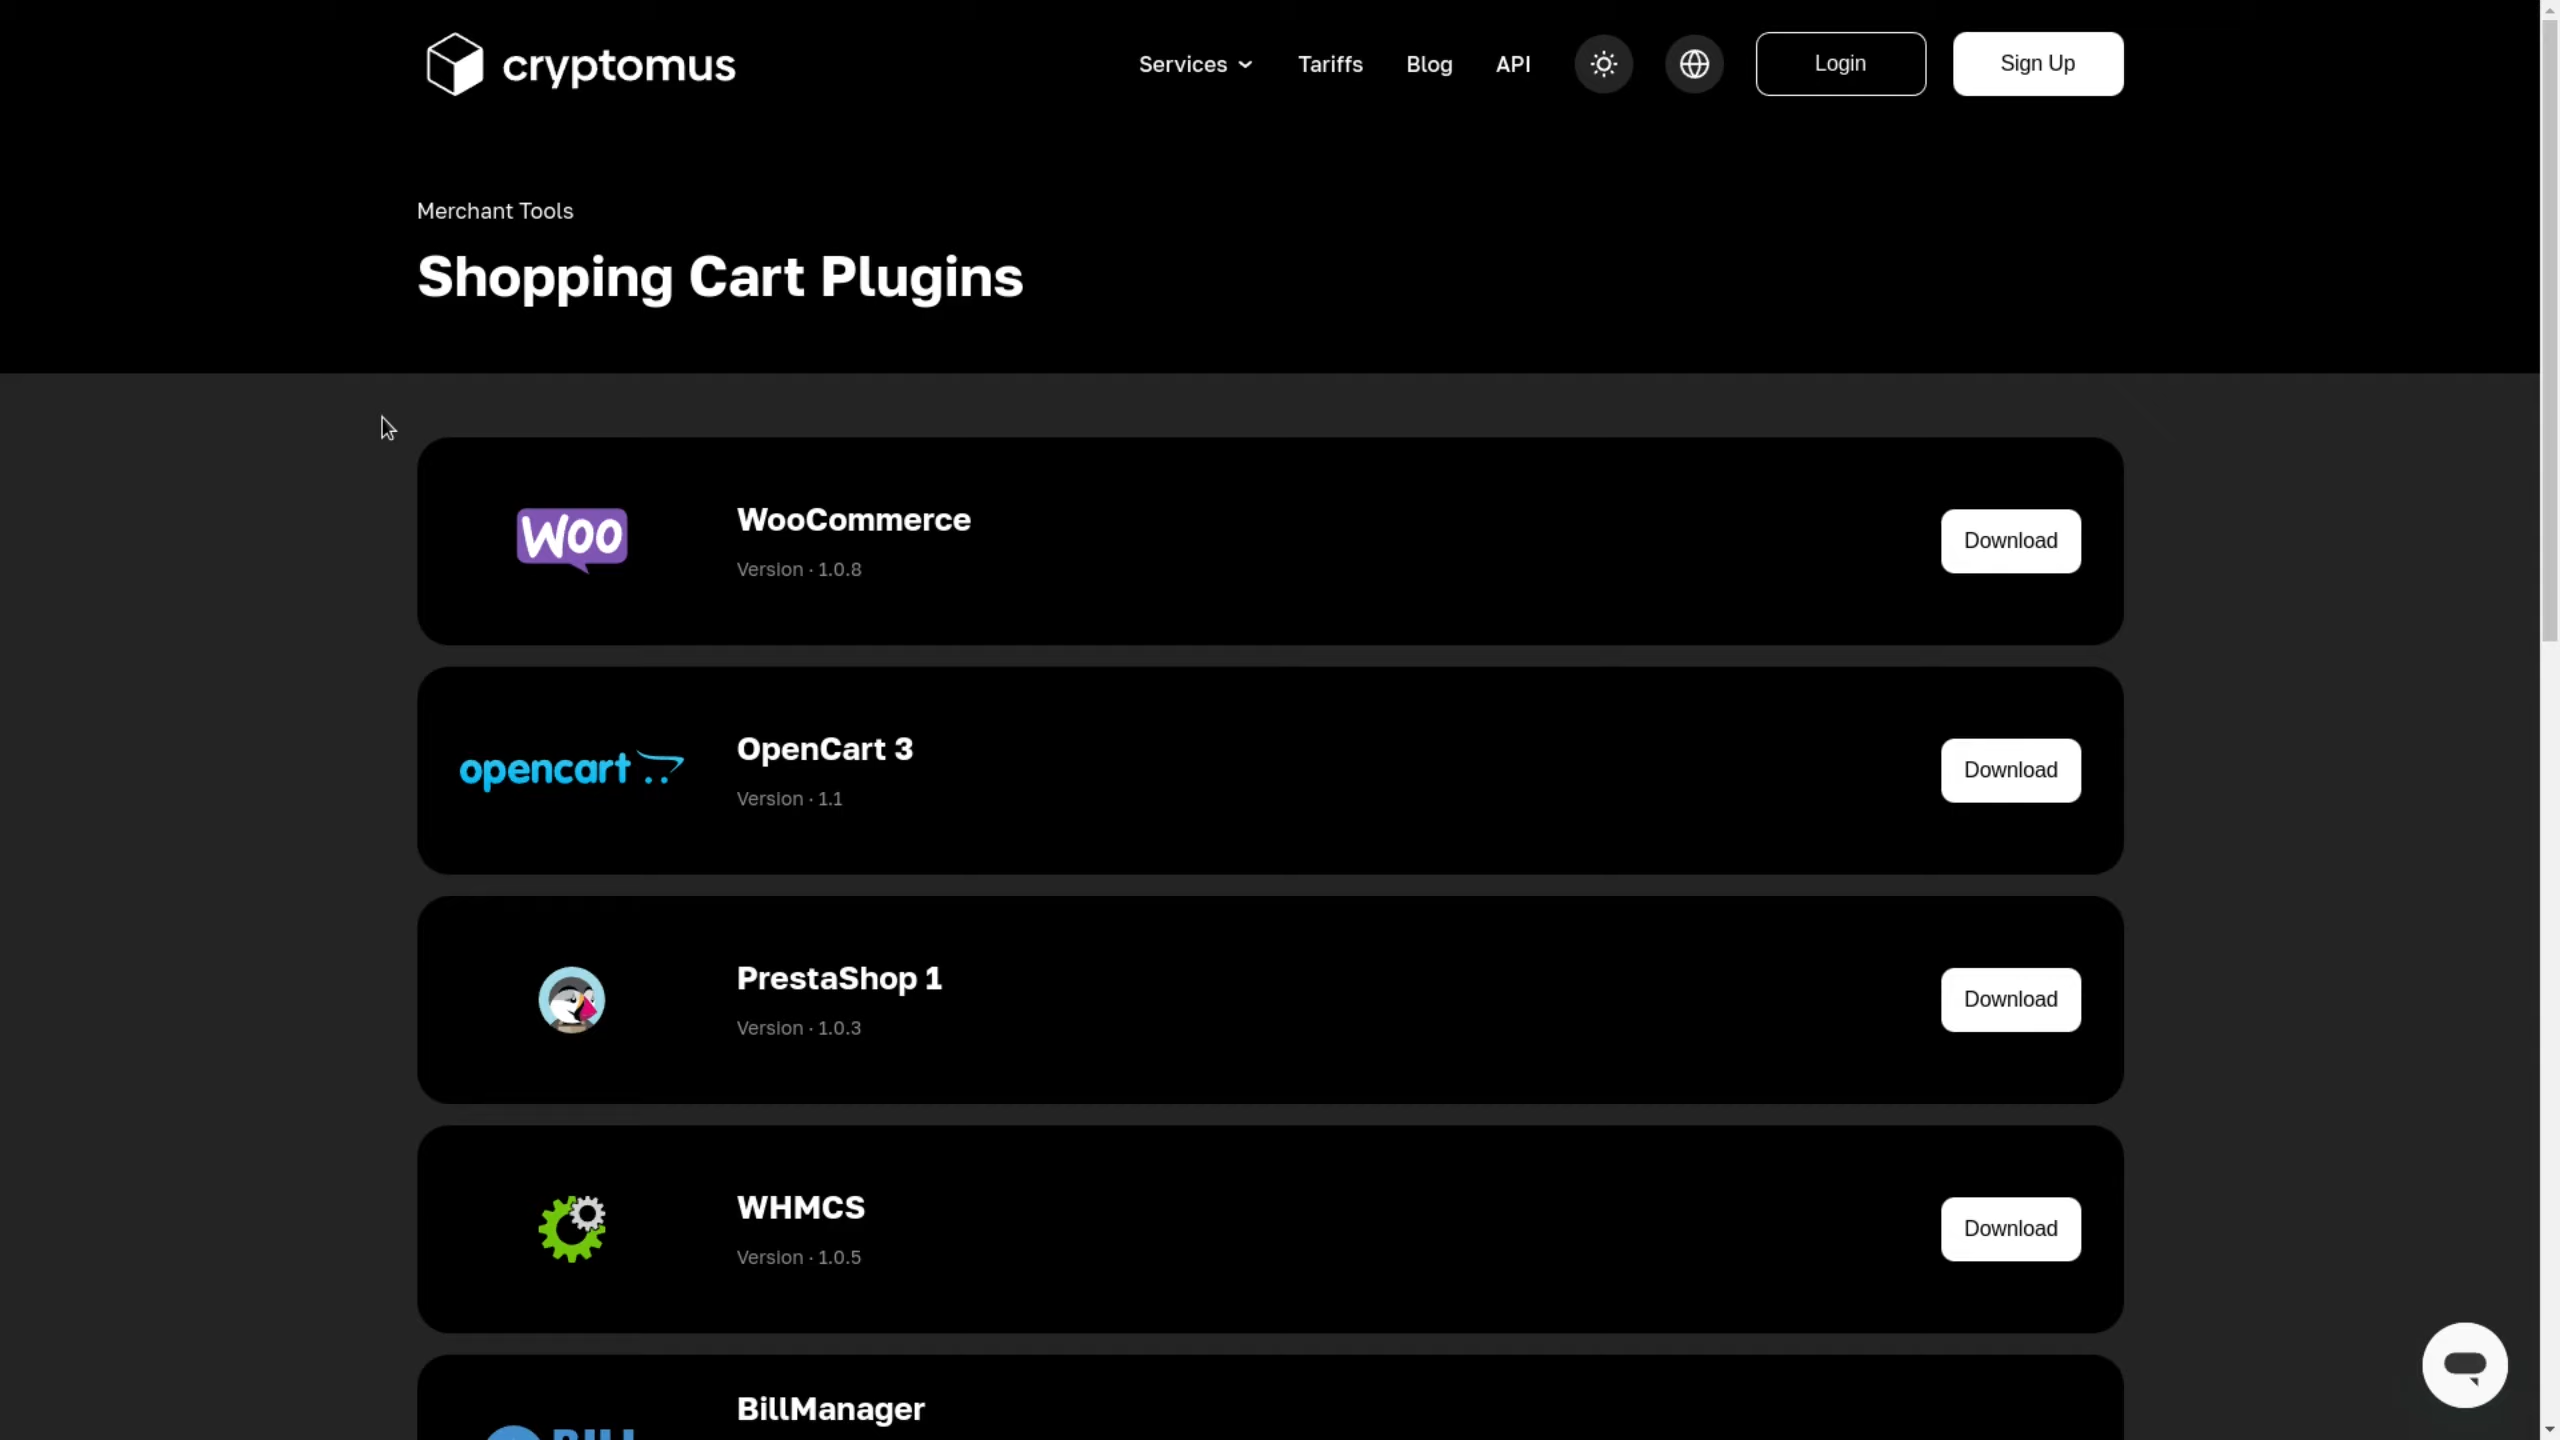 cryptomus
Services
Tariffs
Blog
API
Login
Sign Up
Merchant Tools
Shopping Cart Plugins
Woo
WooCommerce
Version · 1.0.8
Download
opencart
OpenCart 3
Version · 1.1
Download
PrestaShop 1
Version · 1.0.3
Download
WHMCS
Version · 1.0.5
Download
BILL
BillManager